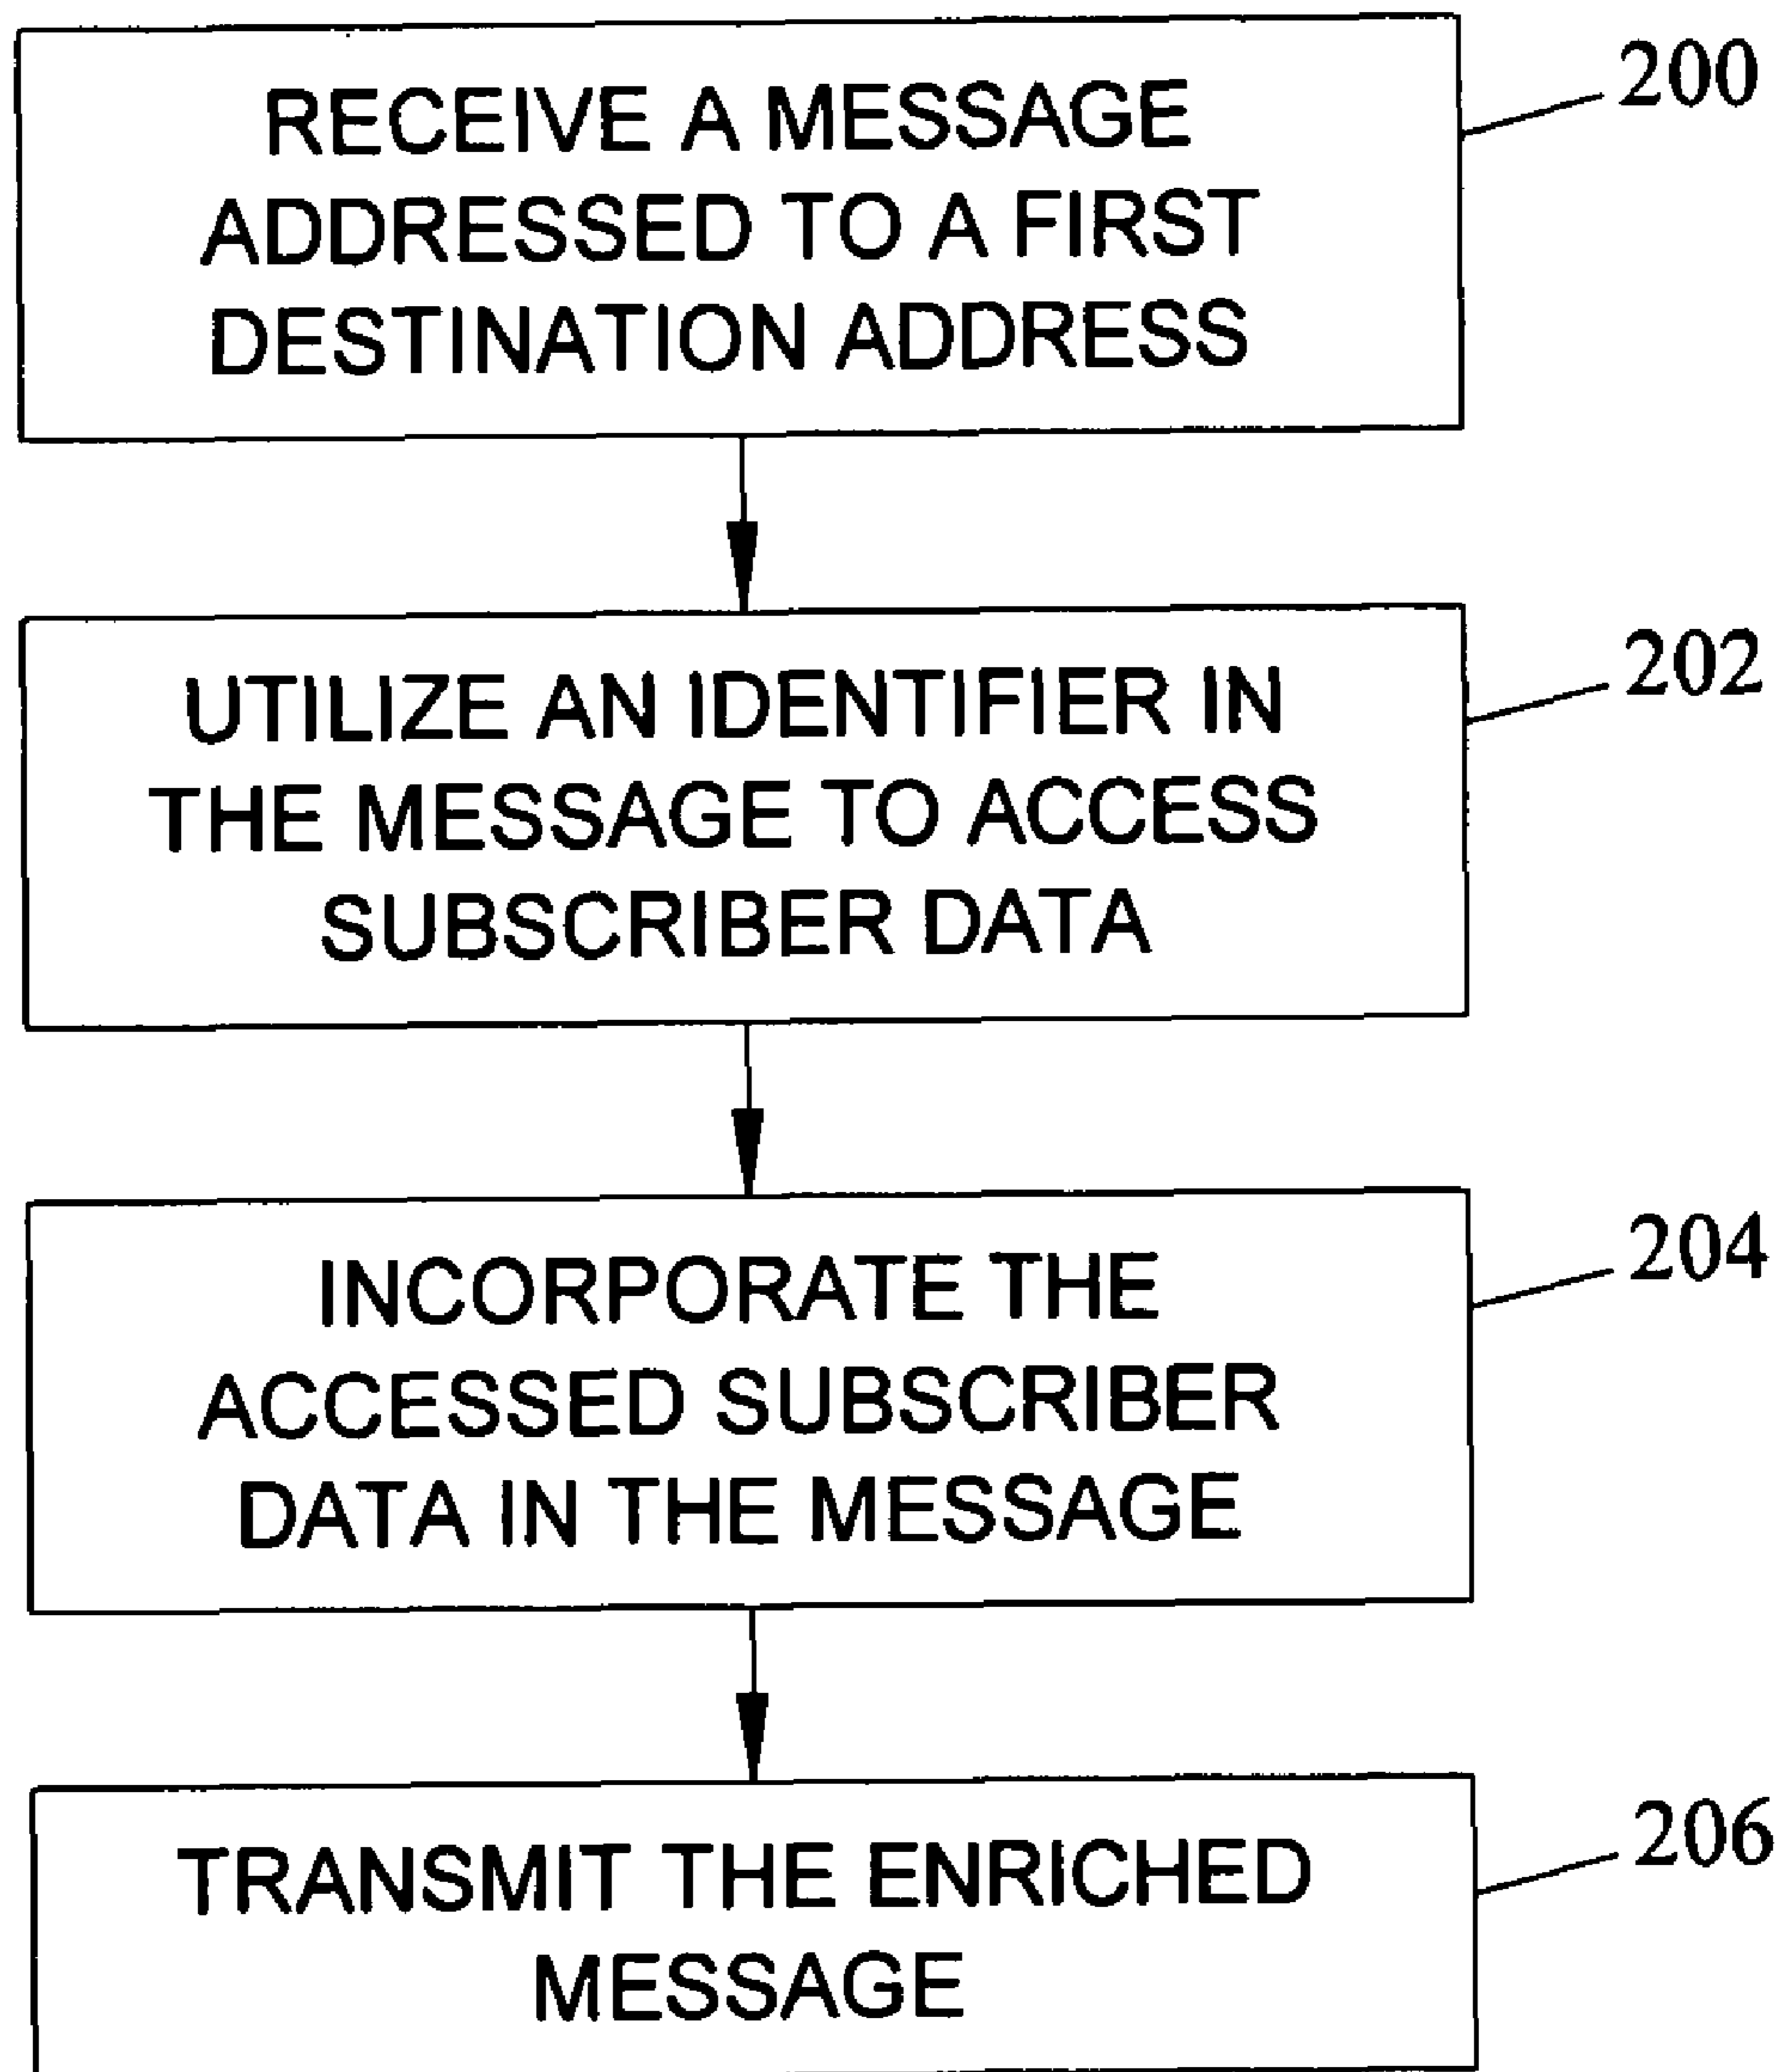 RECEIVE A MESSAGE
ADDRESSED TO A FIRST
DESTINATION ADDRESS
200
UTILIZE AN IDENTIFIER IN
THE MESSAGE TO ACCESS
SUBSCRIBER DATA
202
INCORPORATE THE
ACCESSED SUBSCRIBER
DATA IN THE MESSAGE
204
TRANSMIT THE ENRICHED
MESSAGE
206